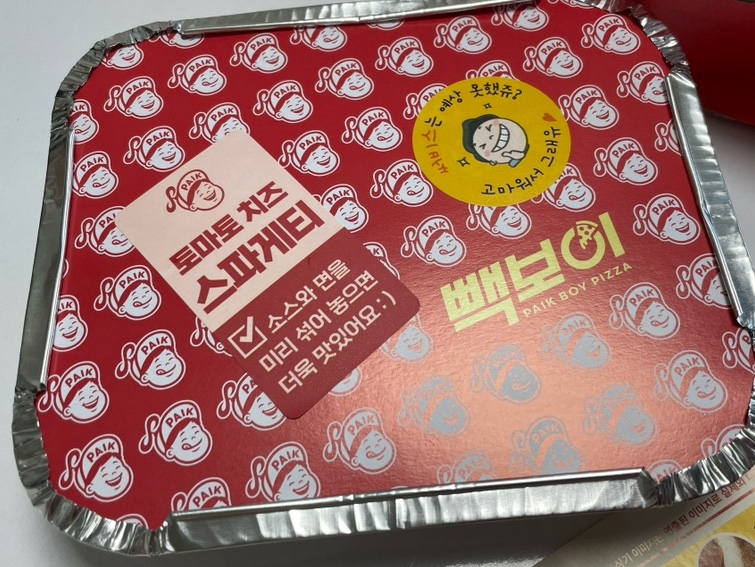 서비스는 예상 못했쥬?
고마워서 그래유
PAIK
토마토 치즈
스파게티
소스와 면을
미리 섞어 놓으면
더욱 맛있어요 : )
빽보이
PAIK BOY PIZZA